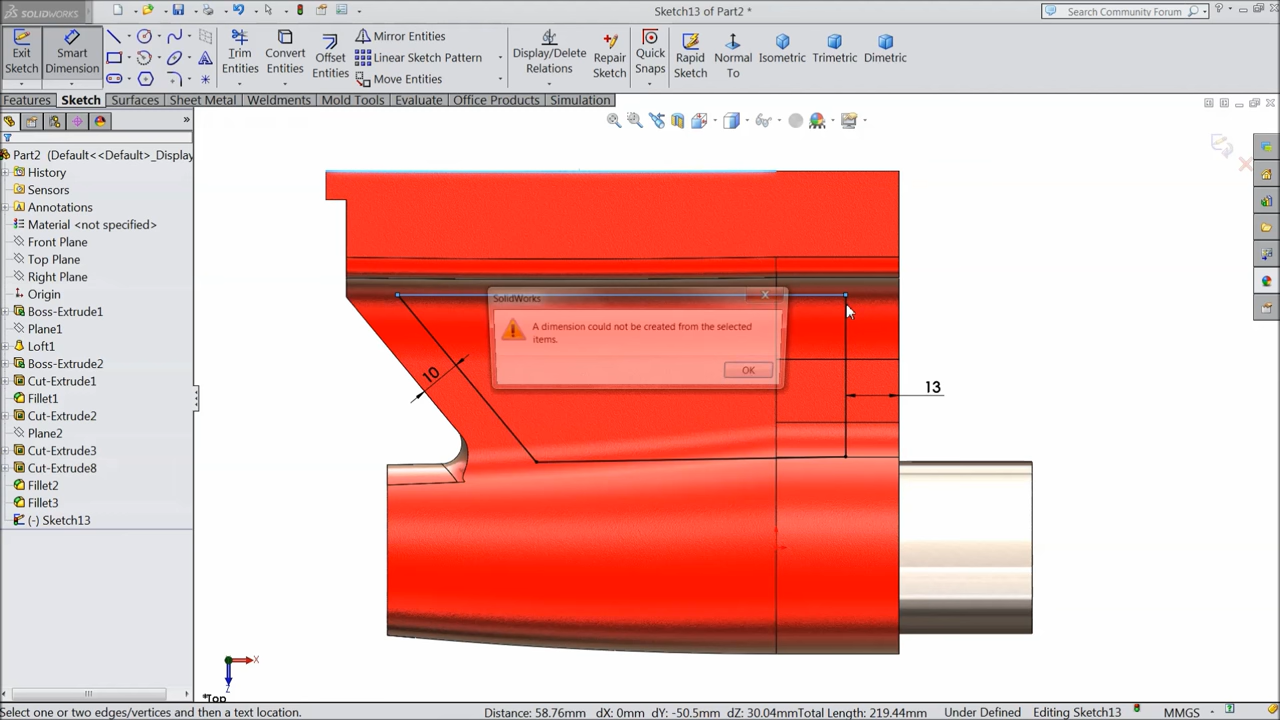 SOLIDWORKS
Sketch13 of Part2 *
Search Community Forum
Exit Sketch
Smart Dimension
Trim Entities
Convert Entities
Offset Entities
Mirror Entities
Linear Sketch Pattern
Move Entities
Display/Delete Relations
Repair Sketch
Quick Snaps
Rapid Sketch
Normal To
Isometric
Trimetric
Dimetric
Features
Sketch
Surfaces
Sheet Metal
Weldments
Mold Tools
Evaluate
Office Products
Simulation
Part2 (Default<<Default>_Display
History
Sensors
Annotations
Material <not specified>
Front Plane
Top Plane
Right Plane
Origin
Boss-Extrude1
Plane1
Loft1
Boss-Extrude2
Cut-Extrude1
Fillet1
Cut-Extrude2
Plane2
Cut-Extrude3
Cut-Extrude8
Fillet2
Fillet3
(-) Sketch13
SolidWorks
A dimension could not be created from the selected
items.
OK
10
13
X
Z
*Top
Select one or two edges/vertices and then a text location.
Distance: 58.76mm dX: 0mm dY: -50.5mm dZ: 30.04mm Total Length: 219.44mm
Under Defined
Editing Sketch13
MMGS